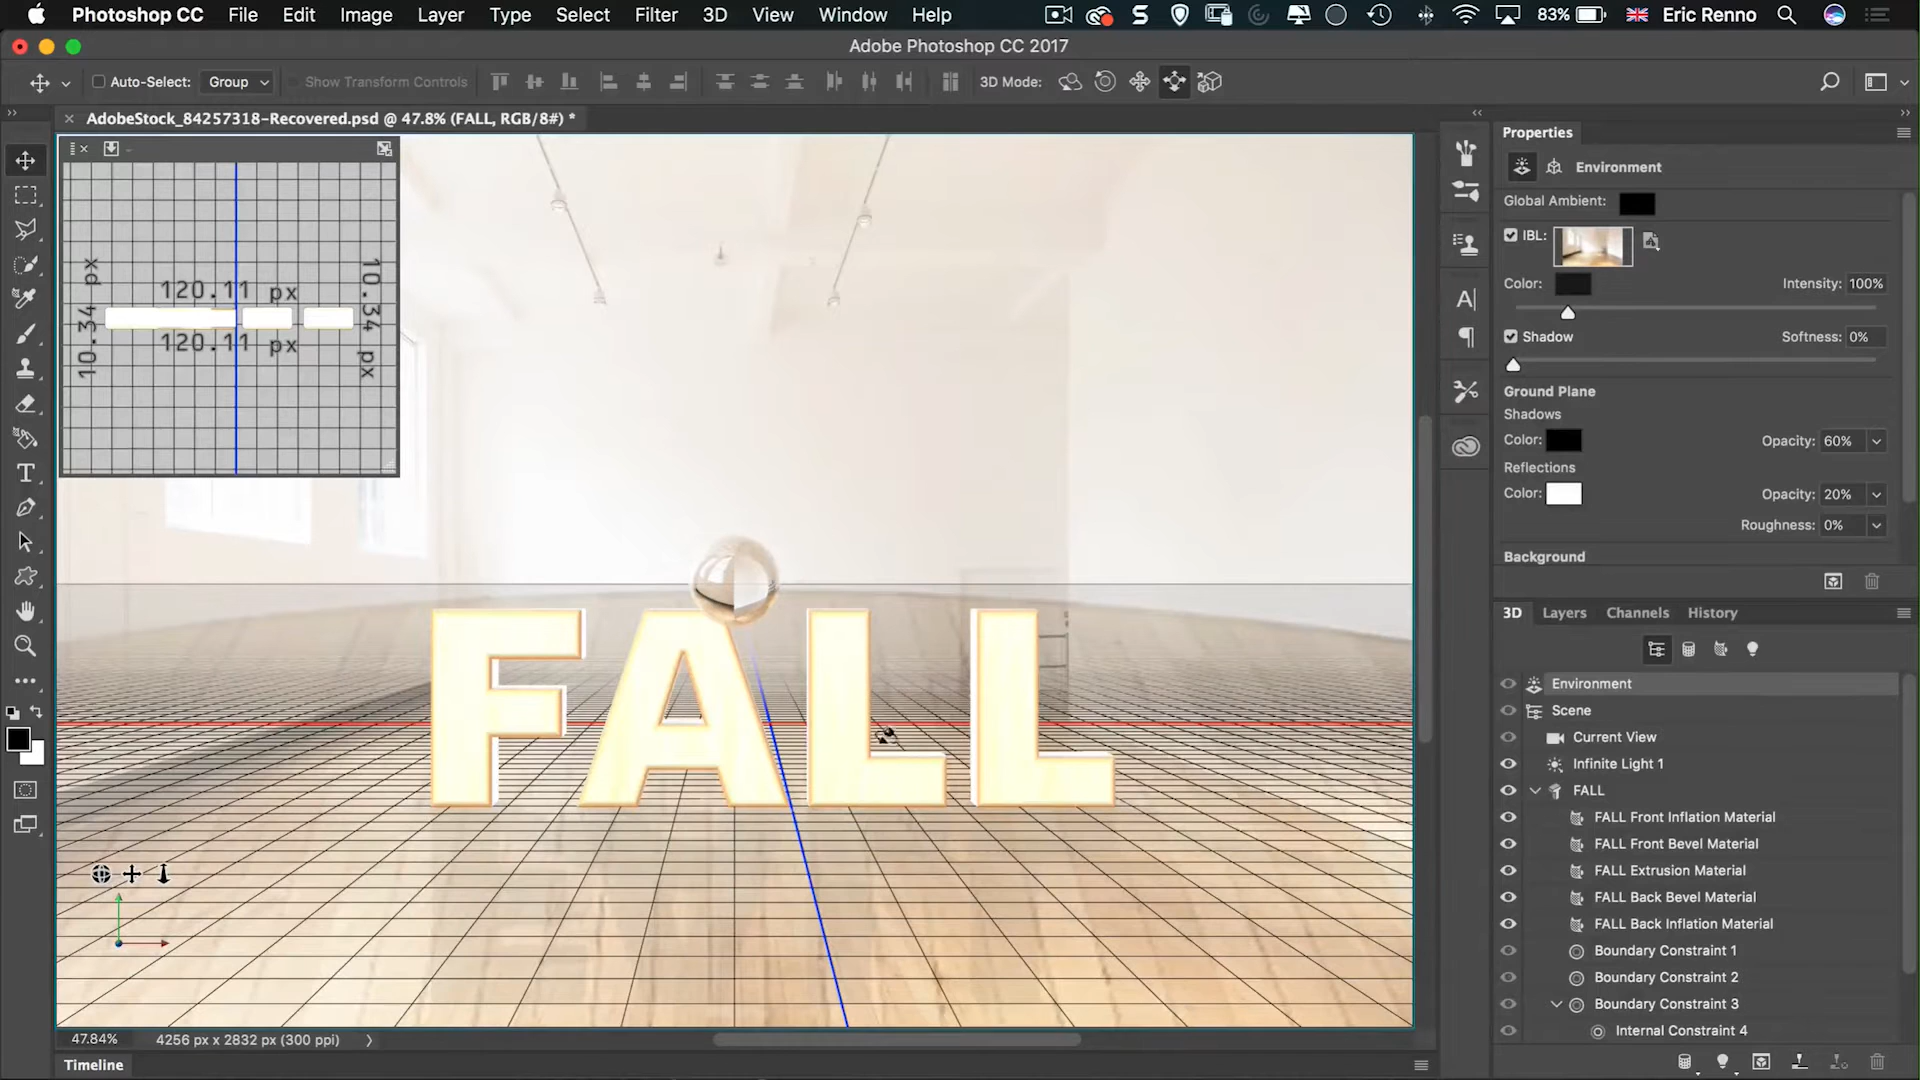 Photoshop CC File Edit Image Layer Type Select Filter 3D View Window Help 83% Eric Renno
Adobe Photoshop CC 2017
Auto-Select: Group Show Transform Controls 3D Mode:
AdobeStock_84257318-Recovered.psd @ 47.8% (FALL, RGB/8#) *
120.11 px
10.34 px
10.34 px
120.11 px
FALL
47.84% 4256 px x 2832 px (300 ppi)
Timeline
Properties
Environment
Global Ambient:
IBL:
Color: Intensity: 100%
Shadow Softness: 0%
Ground Plane
Shadows
Color: Opacity: 60%
Reflections
Color: Opacity: 20%
Roughness: 0%
Background
3D Layers Channels History
Environment
Scene
Current View
Infinite Light 1
FALL
FALL Front Inflation Material
FALL Front Bevel Material
FALL Extrusion Material
FALL Back Bevel Material
FALL Back Inflation Material
Boundary Constraint 1
Boundary Constraint 2
Boundary Constraint 3
Internal Constraint 4